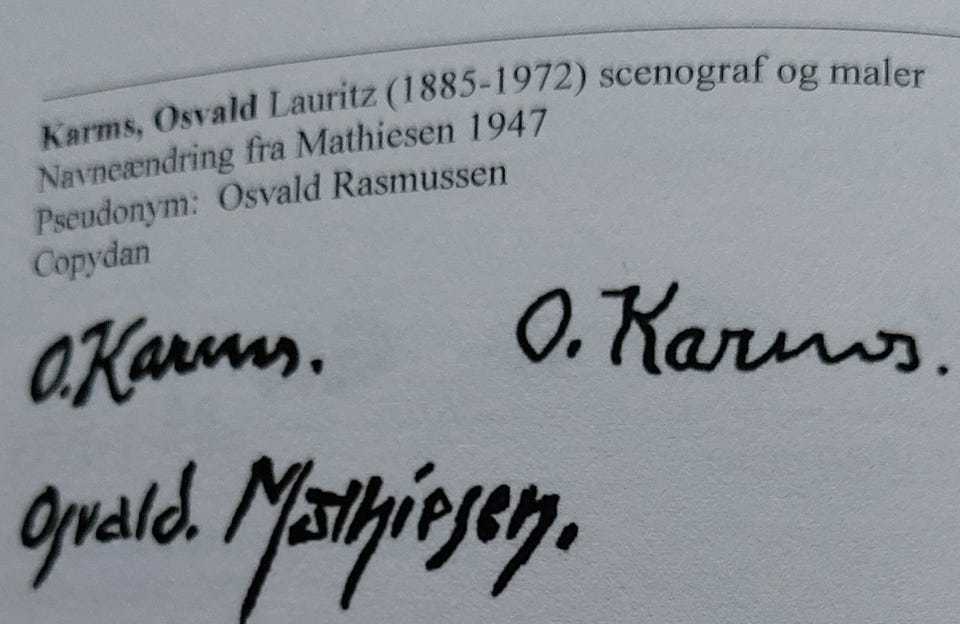 Karms, Osvald Lauritz (1885-1972) scenograf og maler
Navneændring fra Mathiesen 1947
Pseudonym: Osvald Rasmussen
Copydan
O. Karms. O. Karms.
Osvald. Mathiesen.